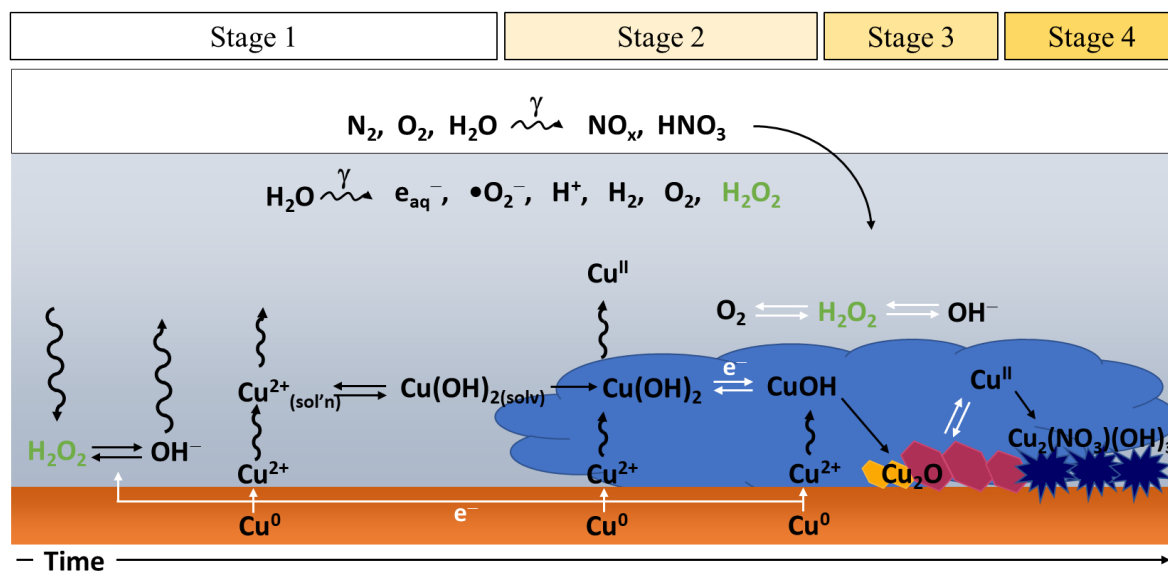 Stage 1 Stage 2 Stage 3 Stage 4
N₂, O₂, H₂O γ NOₓ, HNO₃
H₂O γ e_aq⁻, •O₂⁻, H⁺, H₂, O₂, H₂O₂
Cuᴵᴵ
O₂ H₂O₂ OH⁻
e⁻
Cu²⁺(sol'n) Cu(OH)₂(solv) Cu(OH)₂ CuOH Cuᴵᴵ
Cu₂(NO₃)(OH)₃
H₂O₂ OH⁻
Cu²⁺ Cu²⁺ Cu²⁺ Cu₂O
e⁻
Cu⁰ Cu⁰ Cu⁰
Time